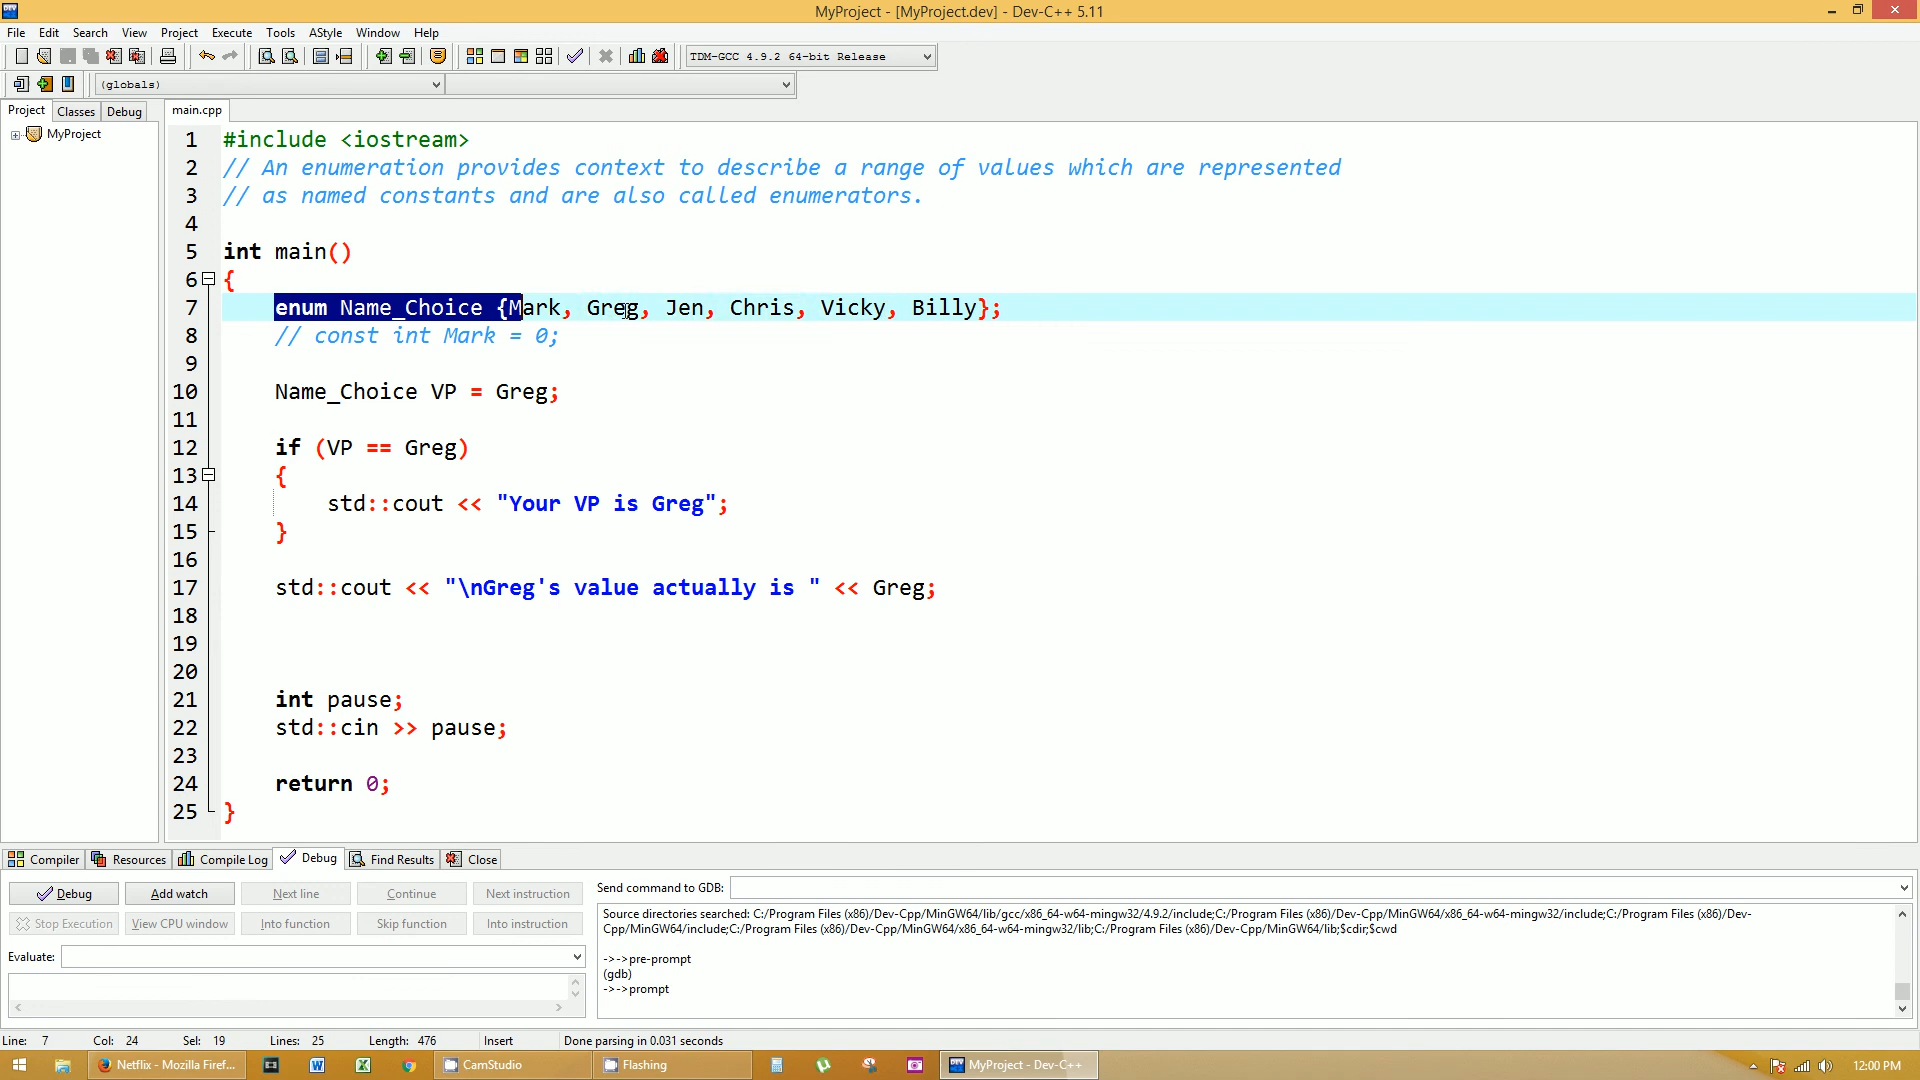 MyProject - [MyProject.dev] - Dev-C++ 5.11
File Edit Search View Project Execute Tools AStyle Window Help
TDM-GCC 4.9.2 64-bit Release
(globals)
Project Classes Debug main.cpp
MyProject
1 #include <iostream>
2 // An enumeration provides context to describe a range of values which are represented
3 // as named constants and are also called enumerators.
4
5 int main()
6 {
7 enum Name_Choice {Mark, Greg, Jen, Chris, Vicky, Billy};
8 // const int Mark = 0;
9
10 Name_Choice VP = Greg;
11
12 if (VP == Greg)
13 {
14 std::cout << "Your VP is Greg";
15 }
16
17 std::cout << "\nGreg's value actually is " << Greg;
18
19
20
21 int pause;
22 std::cin >> pause;
23
24 return 0;
25 }
Compiler Resources Compile Log Debug Find Results Close
Debug Add watch Next line Continue Next instruction Send command to GDB:
Stop Execution View CPU window Into function Skip function Into instruction
Source directories searched: C:/Program Files (x86)/Dev-Cpp/MinGW64/lib/gcc/x86_64-w64-mingw32/4.9.2/include;C:/Program Files (x86)/Dev-Cpp/MinGW64/x86_64-w64-mingw32/include;C:/Program Files (x86)/Dev-
Cpp/MinGW64/include;C:/Program Files (x86)/Dev-Cpp/MinGW64/x86_64-w64-mingw32/lib;C:/Program Files (x86)/Dev-Cpp/MinGW64/lib;$cdir;$cwd
Evaluate:
->->pre-prompt
(gdb)
->->prompt
Line: 7 Col: 24 Sel: 19 Lines: 25 Length: 476 Insert Done parsing in 0.031 seconds
Netflix - Mozilla Firef... CamStudio Flashing MyProject - Dev-C++ 12:00 PM